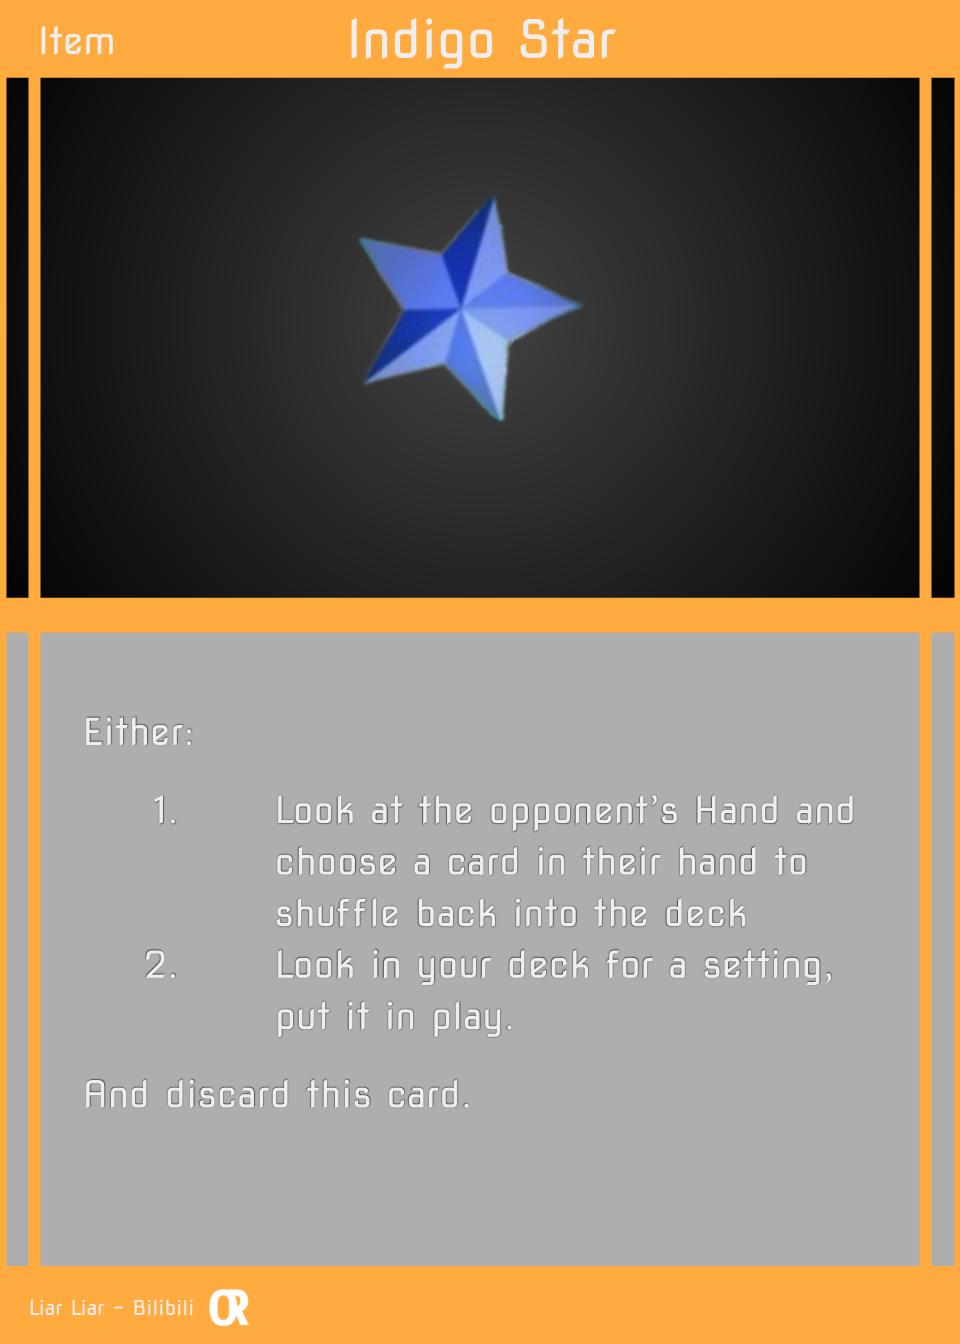 Item
Indigo Star
Either:
1. Look at the opponent's Hand and
choose a card in their hand to
shuffle back into the deck
2. Look in your deck for a setting,
put it in play.
And discard this card.
Liar Liar - Bilibili OR